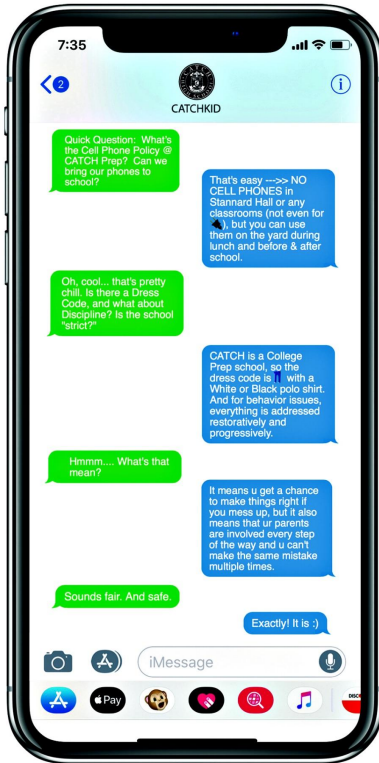 7:35
2
CATCHKID
Quick Question: What's
the Cell Phone Policy @
CATCH Prep? Can we
bring our phones to
school?
That's easy --->> NO
CELL PHONES in
Stannard Hall or any
classrooms (not even for
), but you can use
them on the yard during
lunch and before & after
school.
Oh, cool... that's pretty
chill. Is there a Dress
Code, and what about
Discipline? Is the school
"strict?"
CATCH is a College
Prep school, so the
dress code is 👖 with a
White or Black polo shirt.
And for behavior issues,
everything is addressed
restoratively and
progressively.
Hmmm.... What's that
mean?
It means u get a chance
to make things right if
you mess up, but it also
means that ur parents
are involved every step
of the way and u can't
make the same mistake
multiple times.
Sounds fair. And safe.
Exactly! It is :)
iMessage
Pay